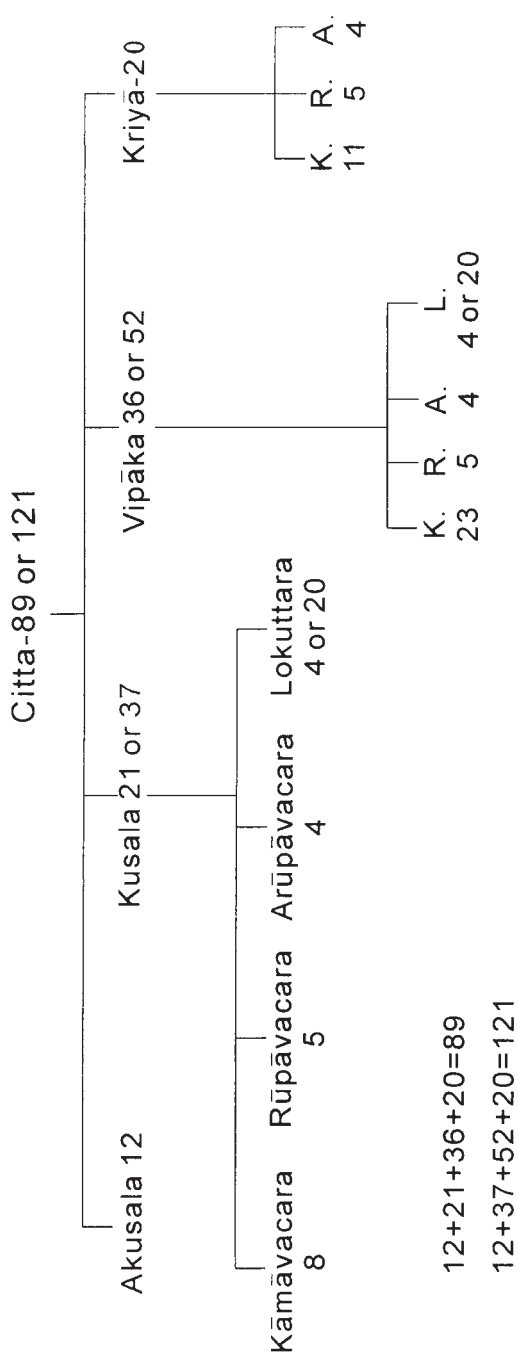 Citta-89 or 121
Akusala 12
Kusala 21 or 37
Vipāka 36 or 52
Kriyā-20
Kāmāvacara
8
Rūpāvacara
5
Arūpāvacara
4
Lokuttara
4 or 20
K.
23
R.
5
A.
4
L.
4 or 20
K.
11
R.
5
A.
4
12+21+36+20=89
12+37+52+20=121